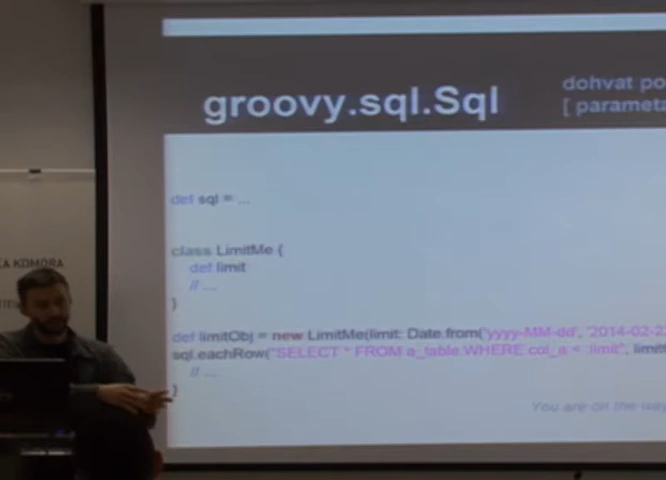 dohvat po
groovy.sql.Sql
[ parameta
def sql = ...
class LimitMe {
def limit
// ...
}
def limitObj = new LimitMe(limit: Date.from('yyyy-MM-dd', '2014-02-2
sql.eachRow("SELECT * FROM a_table WHERE col_a < :limit", limit
// ...
}
You are on the way
KA KOMORA